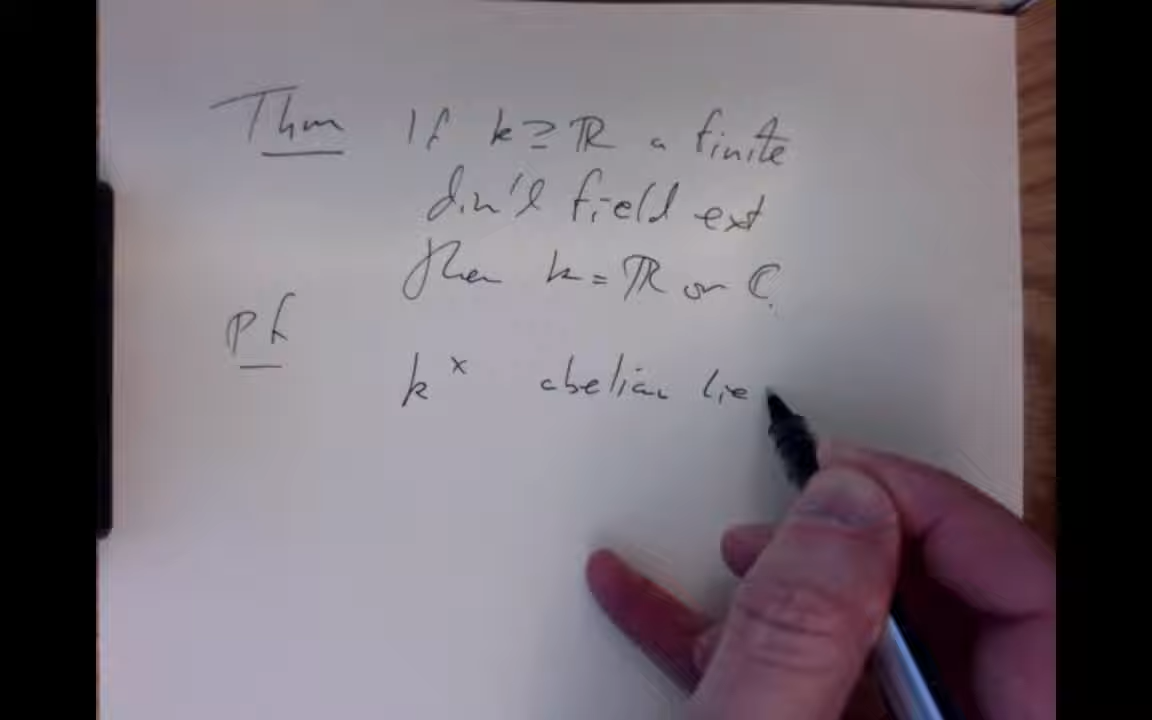 Thm If k ⊇ ℝ a finite
dim'l field ext
then k = ℝ or ℂ.
Pf
k^× abelian Lie